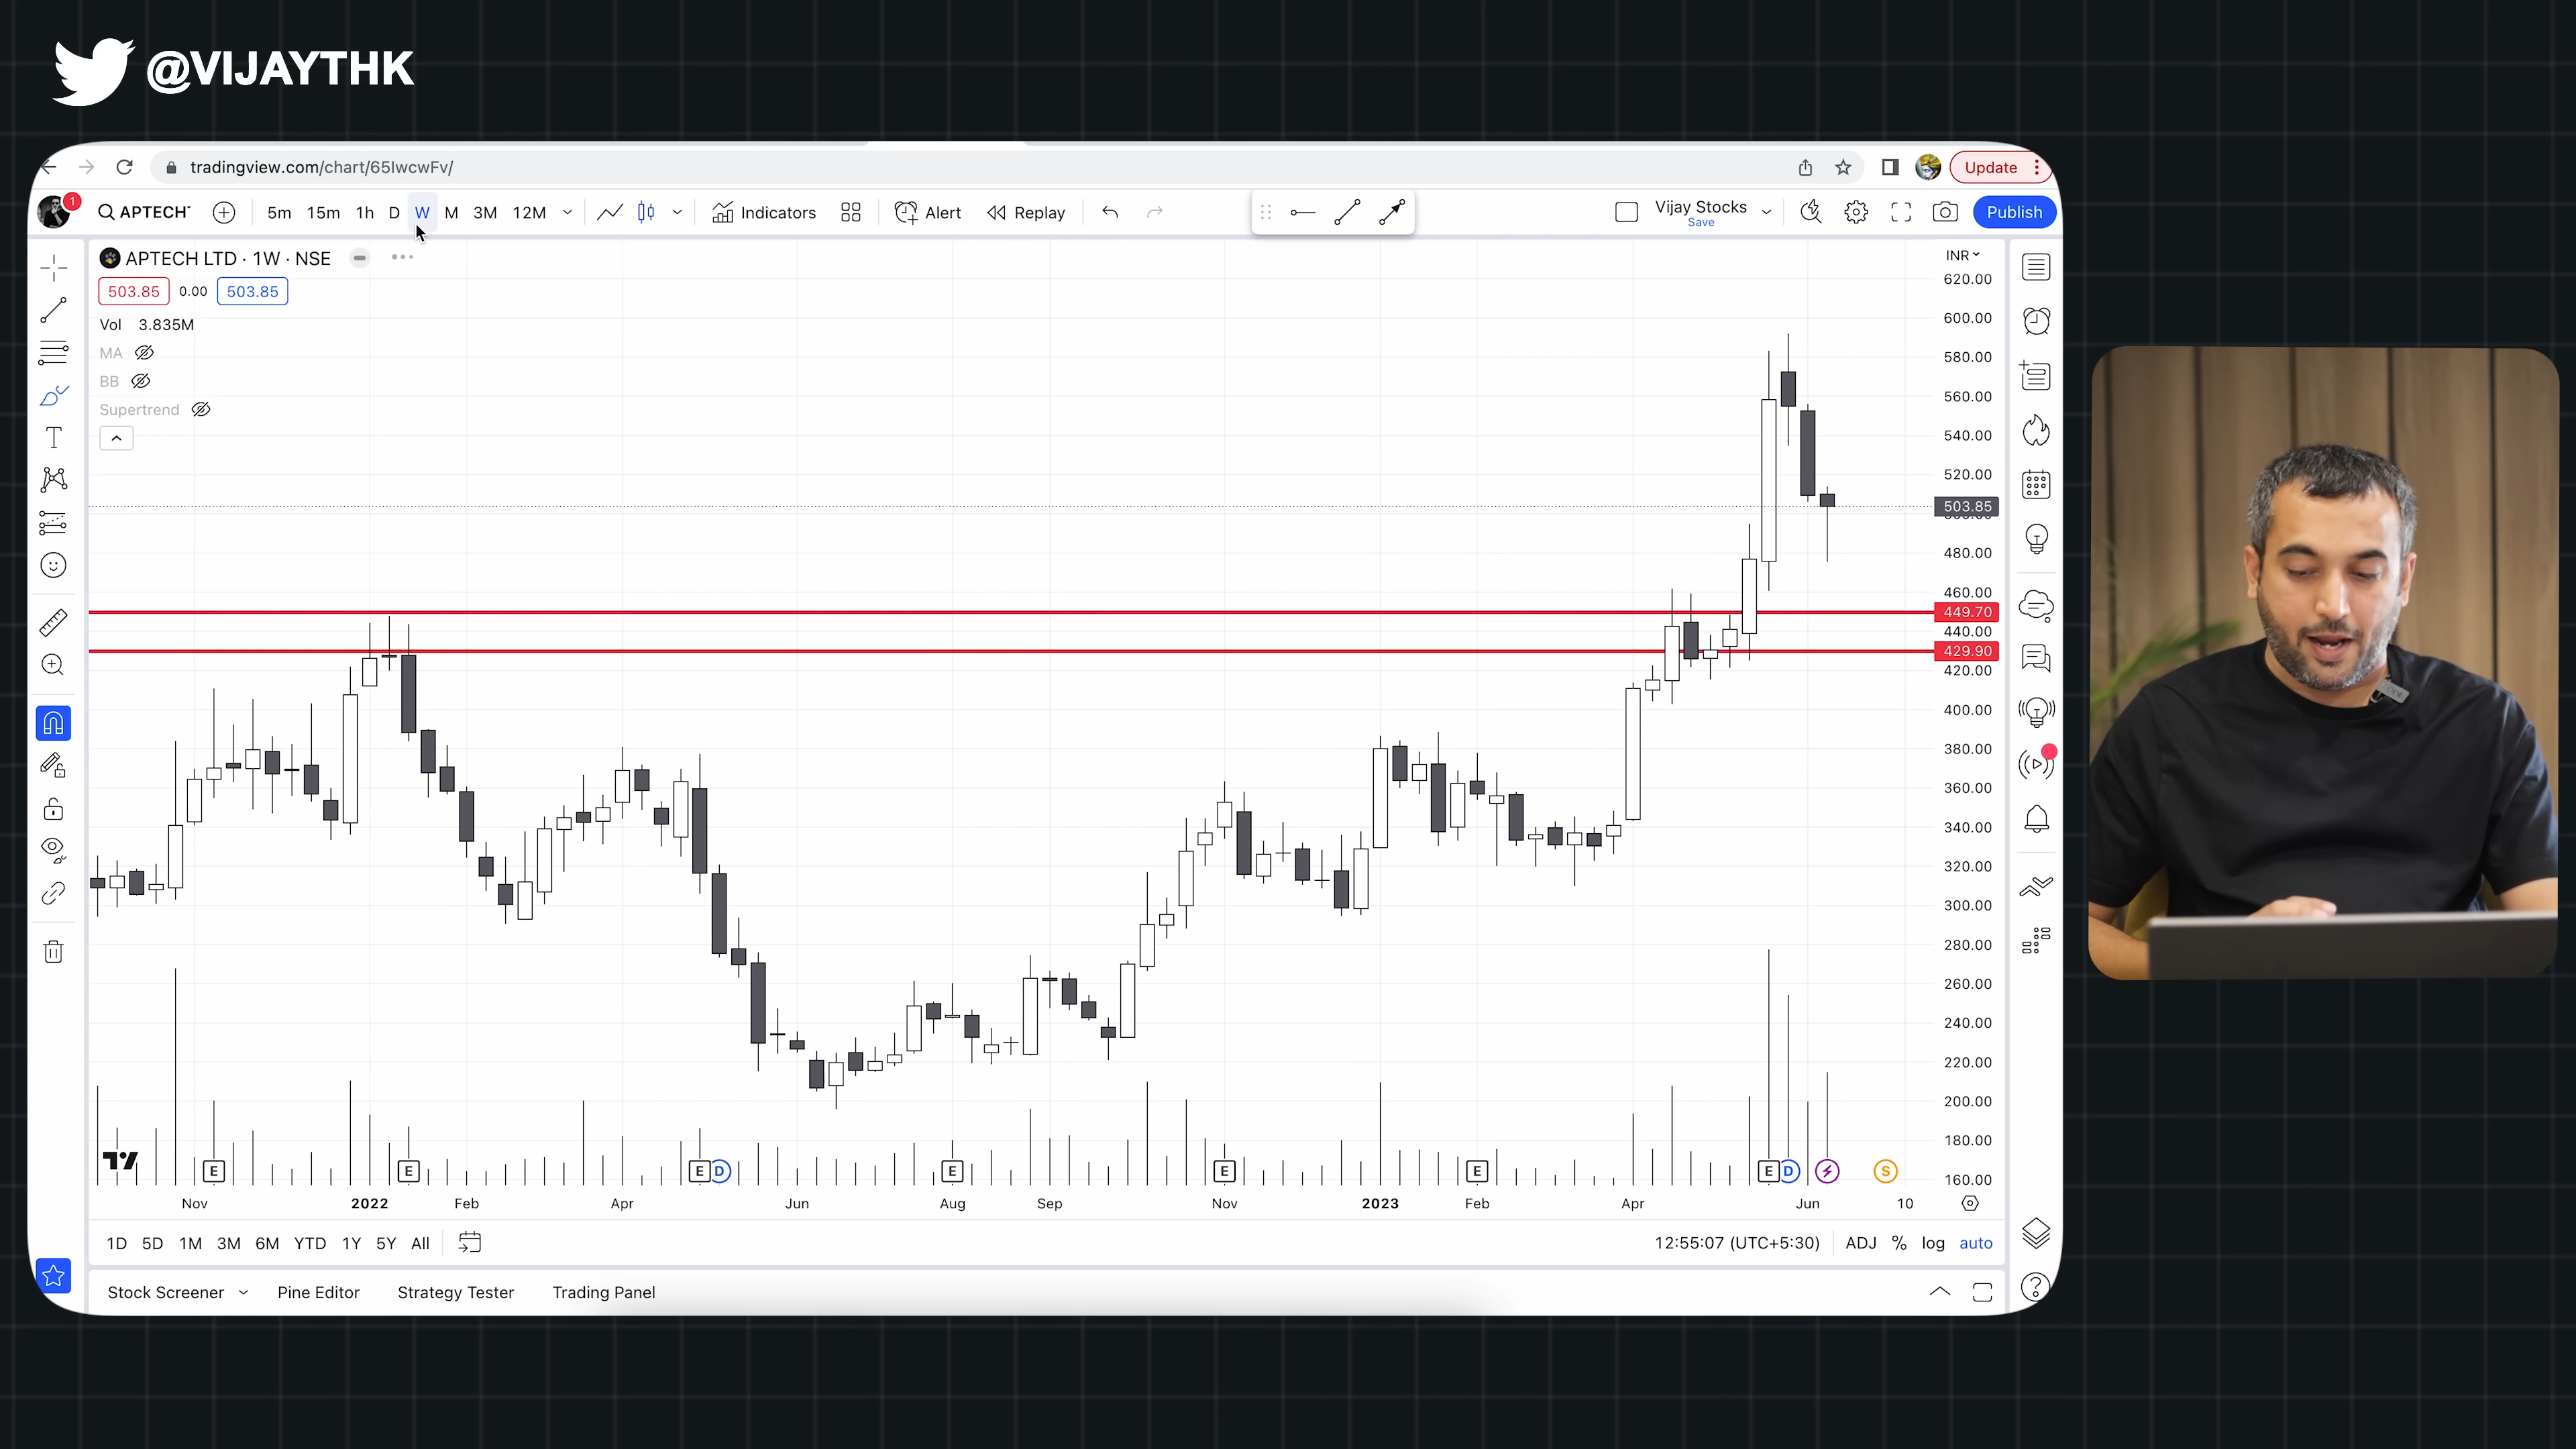 @VIJAYTHK
tradingview.com/chart/65IwcwFv/
Update
1
APTECH
5m 15m 1h D W M 3M 12M
Indicators
Alert
Replay
Vijay Stocks
Save
Publish
APTECH LTD · 1W · NSE
503.85 0.00 503.85
Vol 3.835M
MA
BB
Supertrend
INR
620.00
600.00
580.00
560.00
540.00
520.00
503.85
480.00
460.00
449.70
440.00
429.90
420.00
400.00
380.00
360.00
340.00
320.00
300.00
280.00
260.00
240.00
220.00
200.00
180.00
160.00
E E E D E E E E D S
Nov 2022 Feb Apr Jun Aug Sep Nov 2023 Feb Apr Jun 10
1D 5D 1M 3M 6M YTD 1Y 5Y All
12:55:07 (UTC+5:30) ADJ % log auto
Stock Screener Pine Editor Strategy Tester Trading Panel